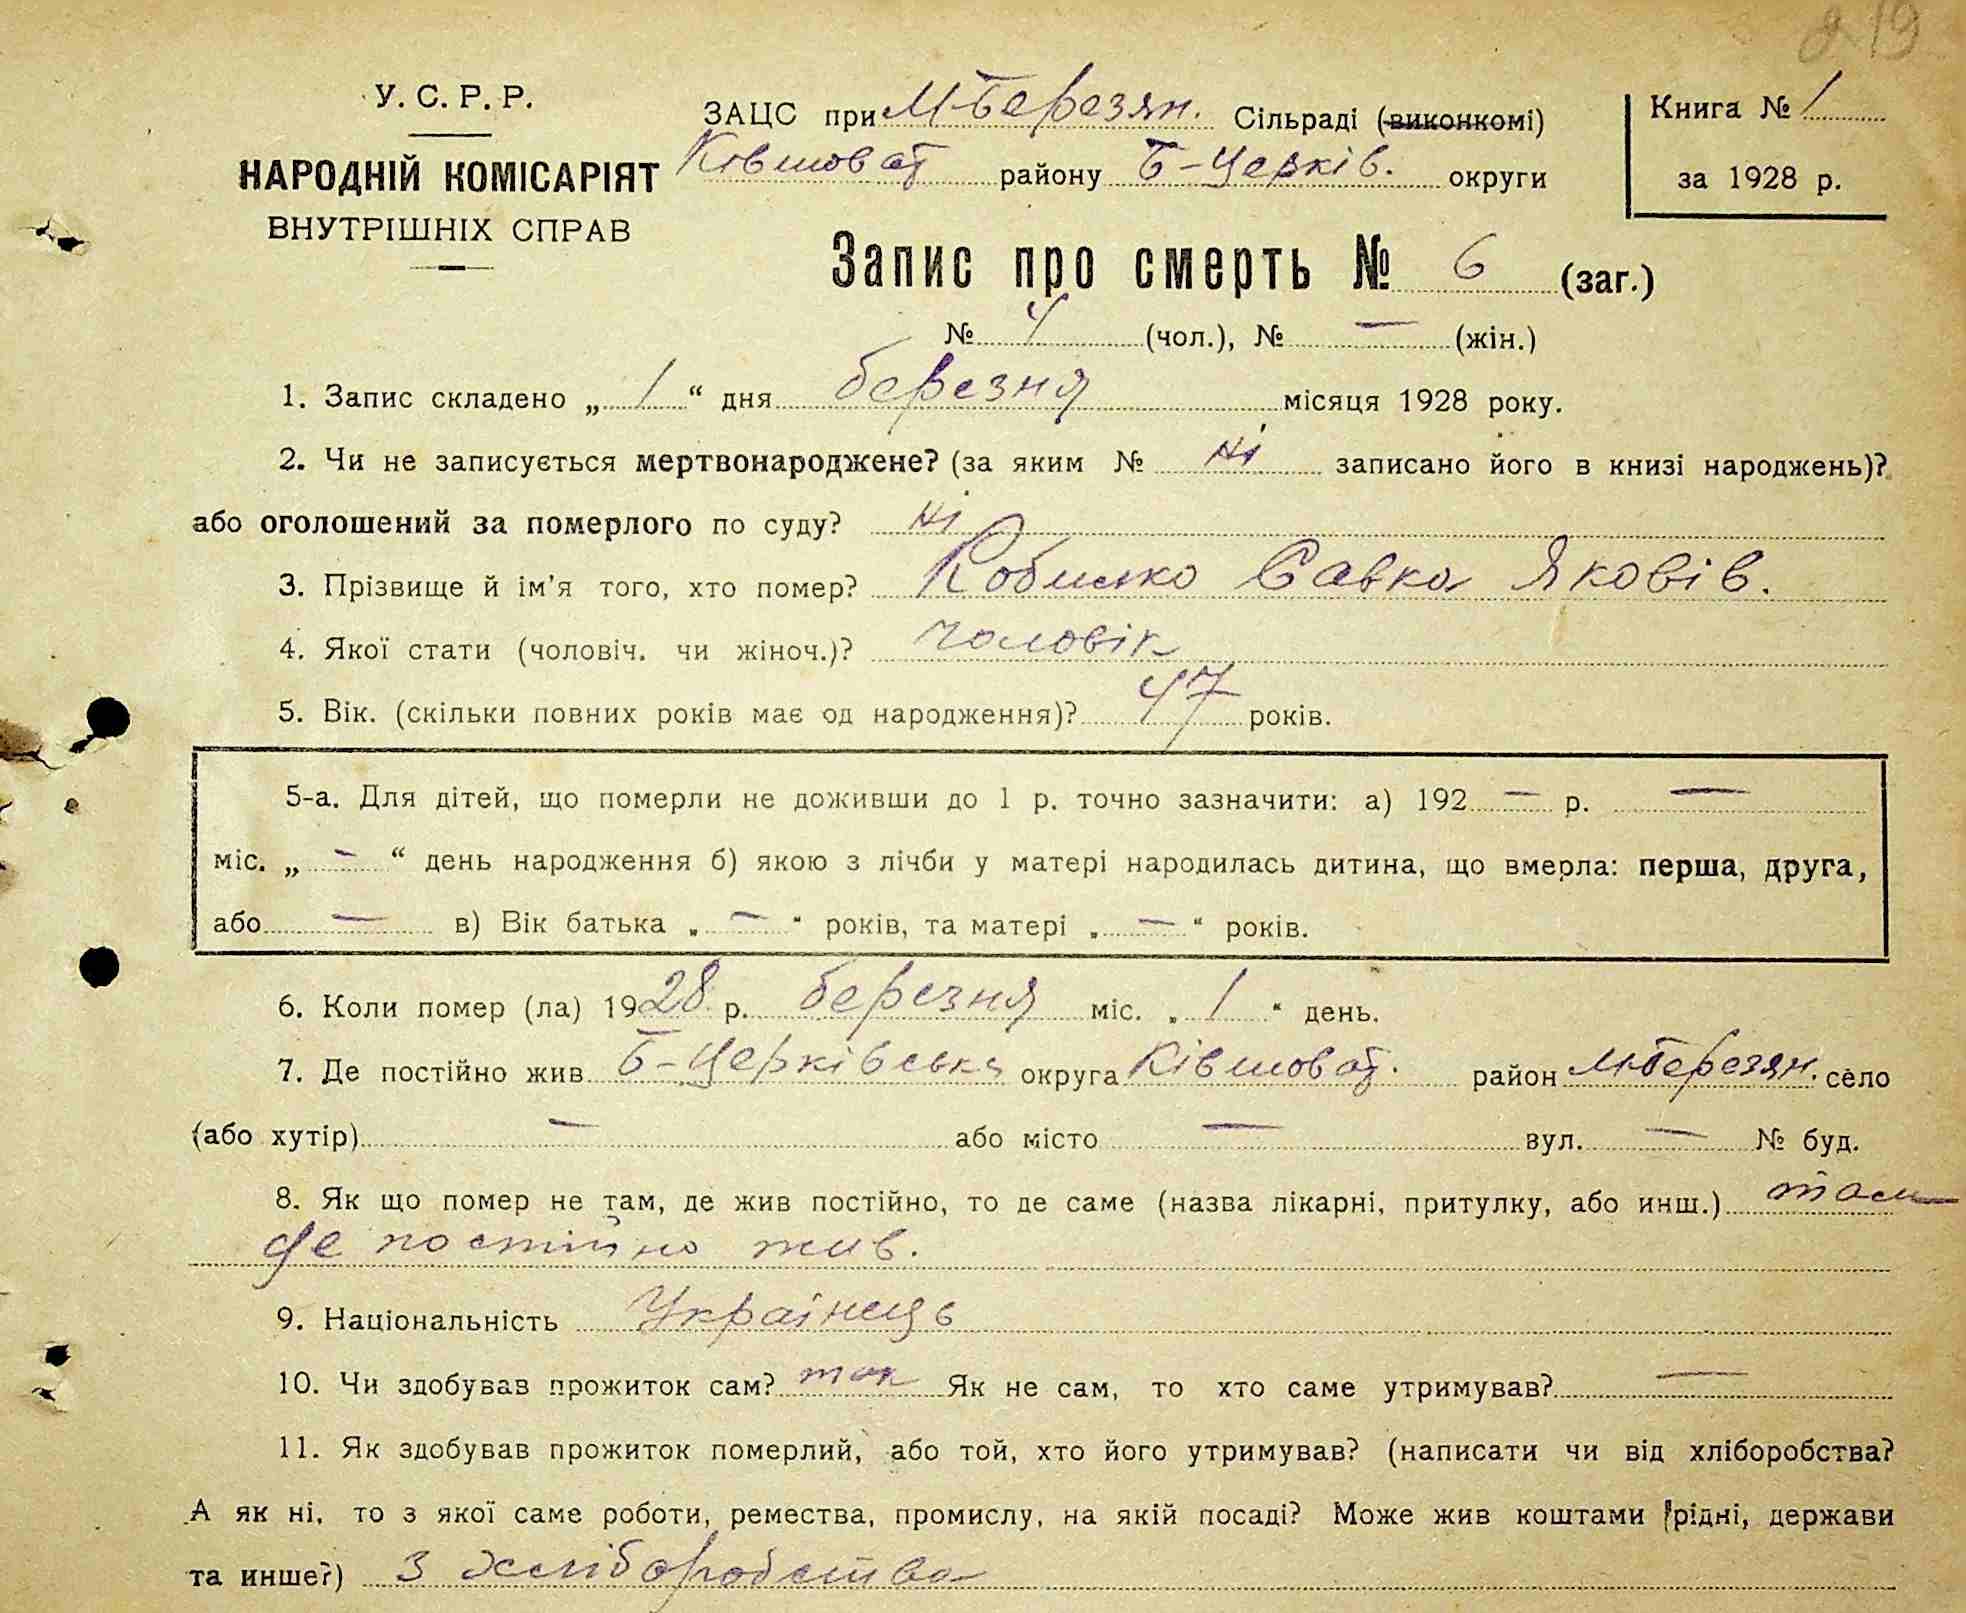 219
У. С. Р. Р.
НАРОДНІЙ КОМІСАРІЯТ
ВНУТРІШНІХ СПРАВ
ЗАЦС при М-Березян. Сільраді (виконкомі)
Ківшоват району Б-Церків. округи
Книга № 1
за 1928 р.
Запис про смерть № 6 (заг.)
№ 4 (чол.), № — (жін.)
1. Запис складено „ 1 “ дня березня місяця 1928 року.
2. Чи не записується мертвонароджене? (за яким № ні записано його в книзі народжень)?
або оголошений за померлого по суду? ні
3. Прізвище й ім'я того, хто помер? Кобилко Савка Яковів.
4. Якої стати (чоловіч. чи жіноч.)? чоловік
5. Вік. (скільки повних років має од народження)? 47 років.
5-а. Для дітей, що померли не доживши до 1 р. точно зазначити: а) 192 — р. —
міс. „ — “ день народження б) якою з лічби у матері народилась дитина, що вмерла: перша, друга,
або — в) Вік батька „ — “ років, та матері „ — “ років.
6. Коли помер (ла) 1928 р. березня міс. „ 1 “ день.
7. Де постійно жив Б-Церківська округа Ківшоват. район М-Березян. село
(або хутір) — або місто — вул. — № буд.
8. Як що помер не там, де жив постійно, то де саме (назва лікарні, притулку, або инш.) там
де постійно жив.
9. Національність Українець
10. Чи здобував прожиток сам? так Як не сам, то хто саме утримував? —
11. Як здобував прожиток померлий, або той, хто його утримував? (написати чи від хліборобства?
А як ні, то з якої саме роботи, ремества, промислу, на якій посаді? Може жив коштами рідні, держави
та инше?) З хліборобства